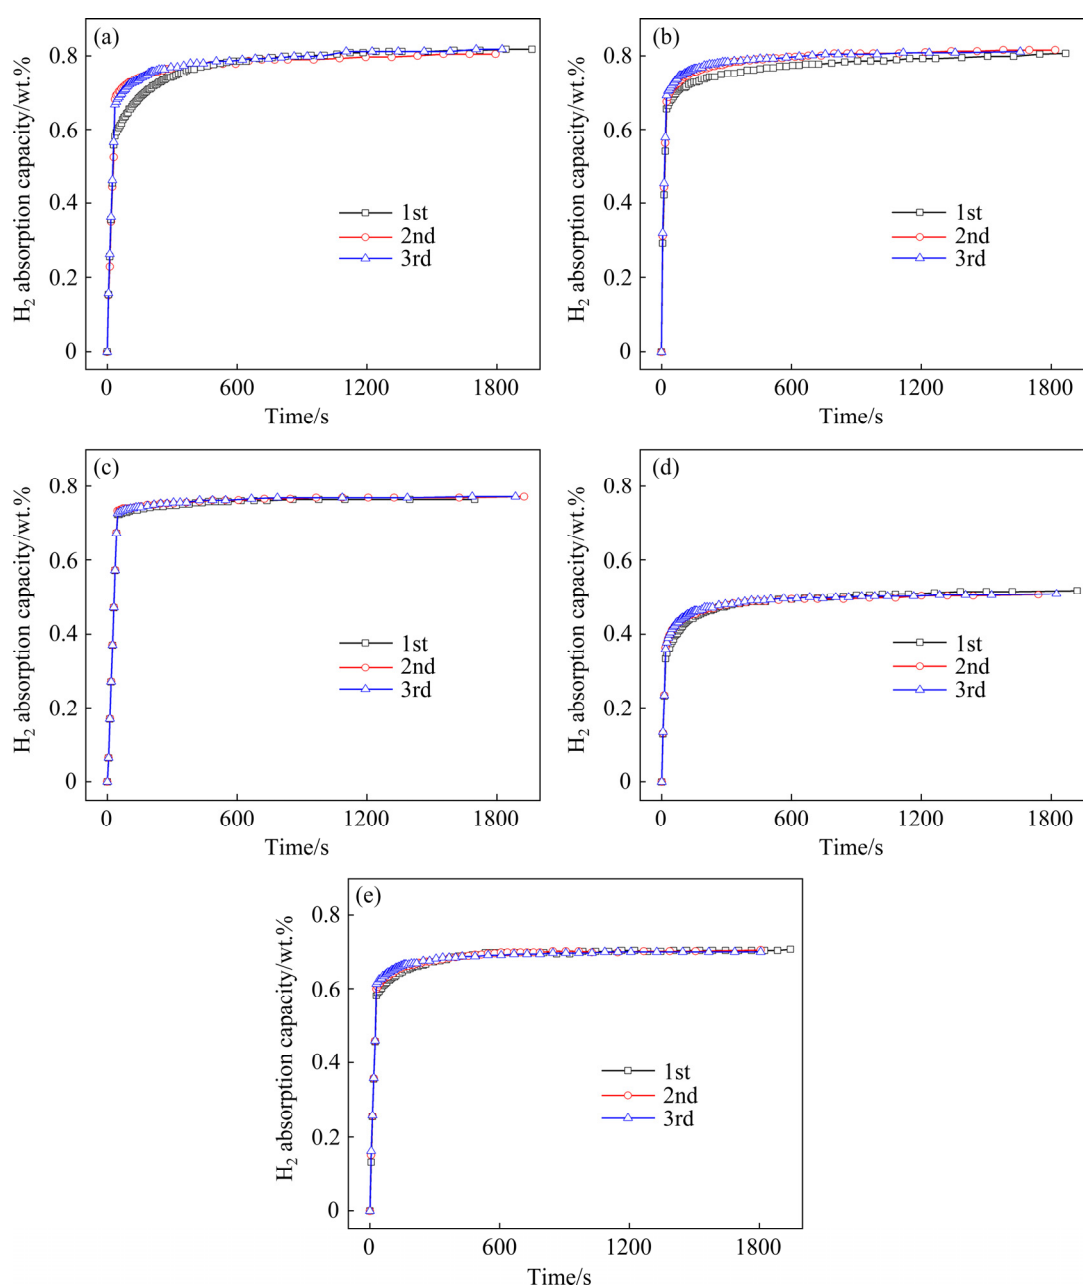 (a)
H2 absorption capacity/wt.%
0.8
0.6
0.4
0.2
0
1st
2nd
3rd
0 600 1200 1800
Time/s
(b)
H2 absorption capacity/wt.%
0.8
0.6
0.4
0.2
0
1st
2nd
3rd
0 600 1200 1800
Time/s
(c)
H2 absorption capacity/wt.%
0.8
0.6
0.4
0.2
0
1st
2nd
3rd
0 600 1200 1800
Time/s
(d)
H2 absorption capacity/wt.%
0.8
0.6
0.4
0.2
0
1st
2nd
3rd
0 600 1200 1800
Time/s
(e)
H2 absorption capacity/wt.%
0.8
0.6
0.4
0.2
0
1st
2nd
3rd
0 600 1200 1800
Time/s